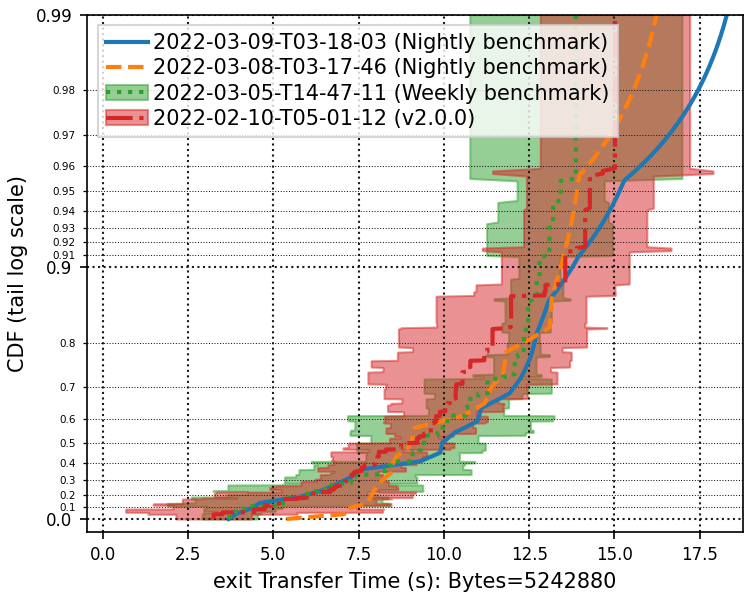 0.99
2022-03-09-T03-18-03 (Nightly benchmark)
2022-03-08-T03-17-46 (Nightly benchmark)
2022-03-05-T14-47-11 (Weekly benchmark)
2022-02-10-T05-01-12 (v2.0.0)
0.98
0.97
0.96
0.95
0.94
0.93
0.92
0.91
0.9
0.8
0.7
0.6
0.5
0.4
0.3
0.2
0.1
0.0
CDF (tail log scale)
0.0 2.5 5.0 7.5 10.0 12.5 15.0 17.5
exit Transfer Time (s): Bytes=5242880